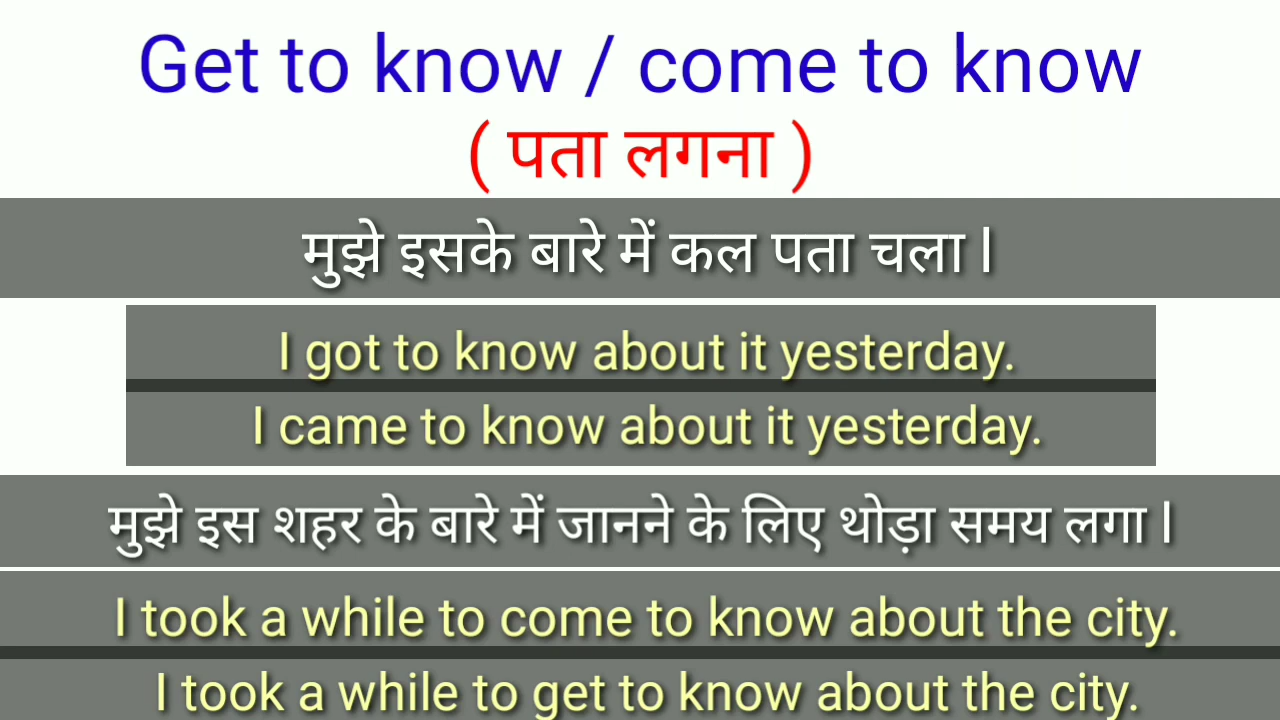 Get to know / come to know
( पता लगना )
मुझे इसके बारे में कल पता चला l
I got to know about it yesterday.
I came to know about it yesterday.
मुझे इस शहर के बारे में जानने के लिए थोड़ा समय लगा l
I took a while to come to know about the city.
I took a while to get to know about the city.